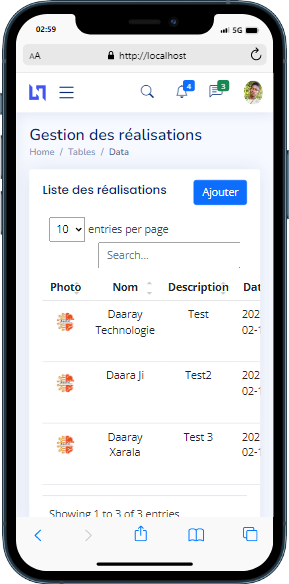 02:59
5G
AA http://localhost
4
3
Gestion des réalisations
Home / Tables / Data
Liste des réalisations
Ajouter
10 entries per page
Search...
Photo Nom Description Dat
Daaray Technologie Test 202 02-1
Daara Ji Test2 202 02-1
Daaray Xarala Test 3 202 02-1
Showing 1 to 3 of 3 entries